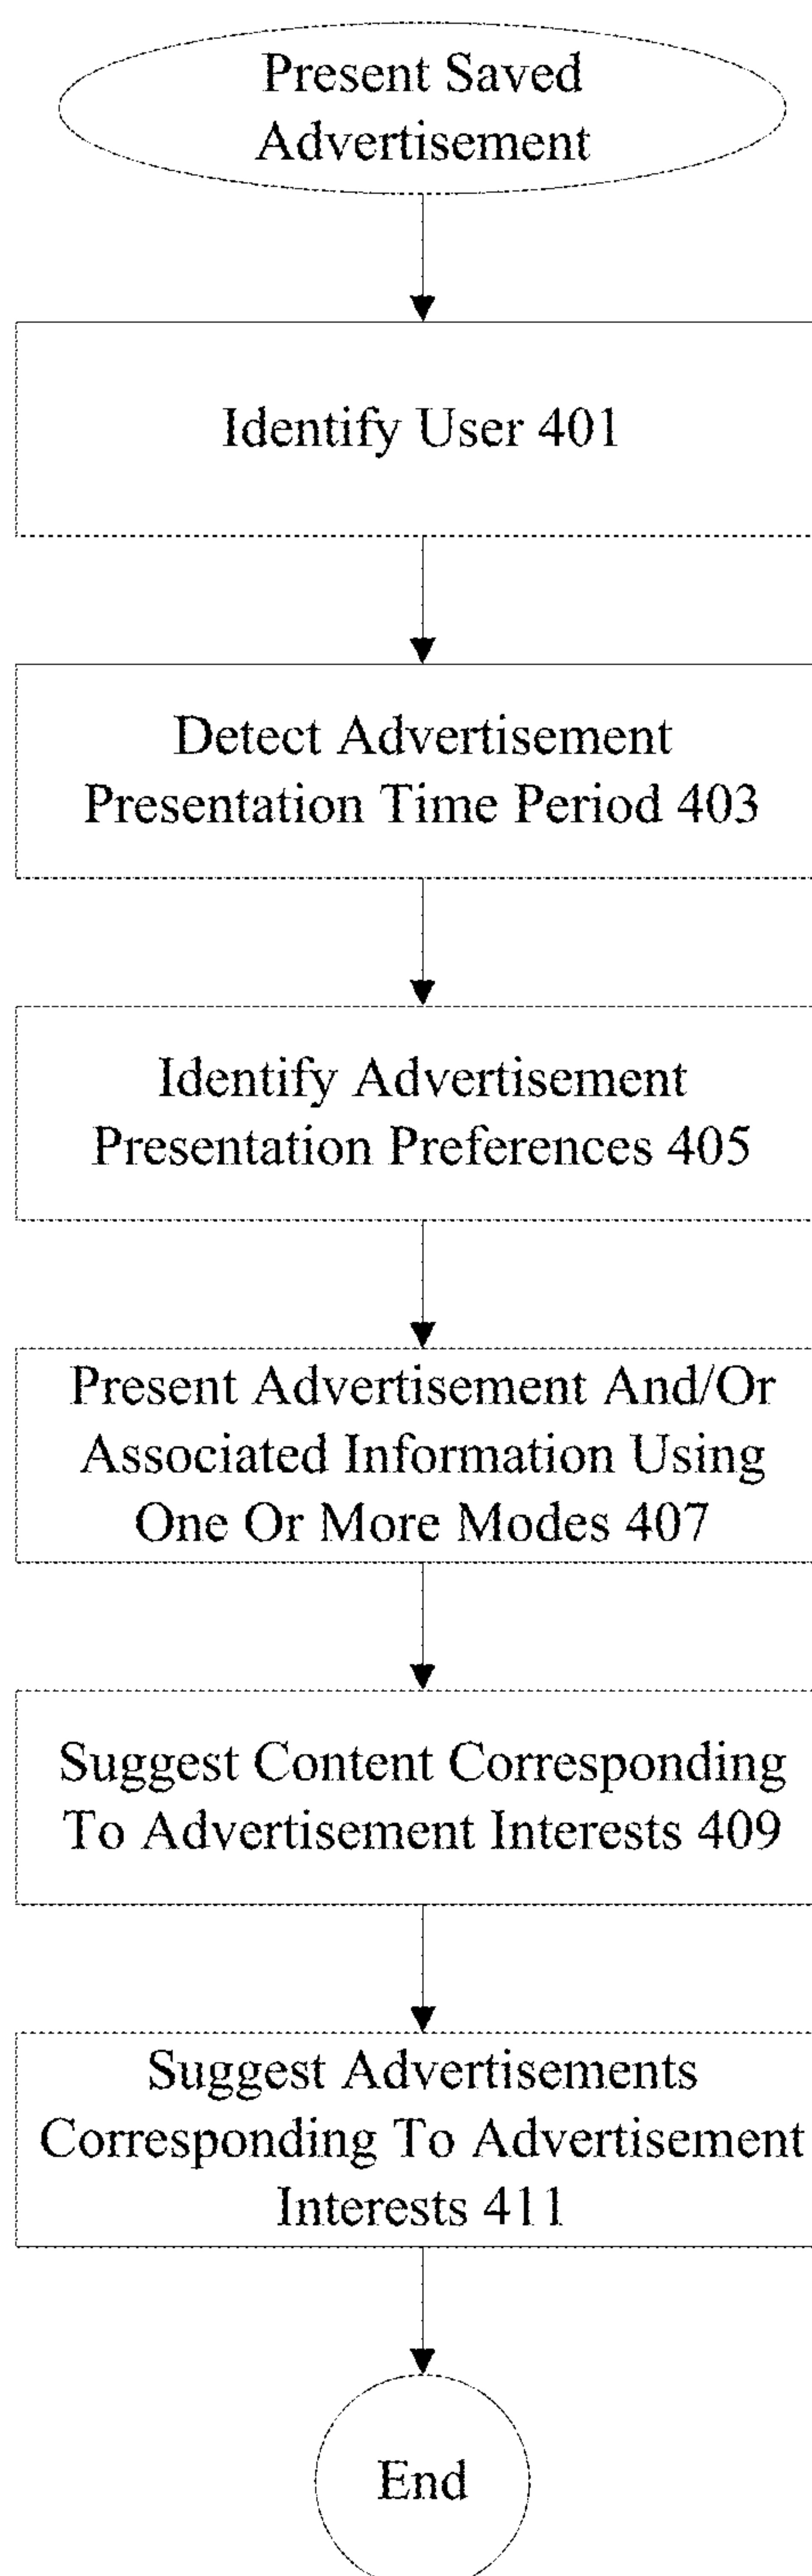 Present Saved
Advertisement
Identify User 401
Detect Advertisement
Presentation Time Period 403
Identify Advertisement
Presentation Preferences 405
Present Advertisement And/Or
Associated Information Using
One Or More Modes 407
Suggest Content Corresponding
To Advertisement Interests 409
Suggest Advertisements
Corresponding To Advertisement
Interests 411
End